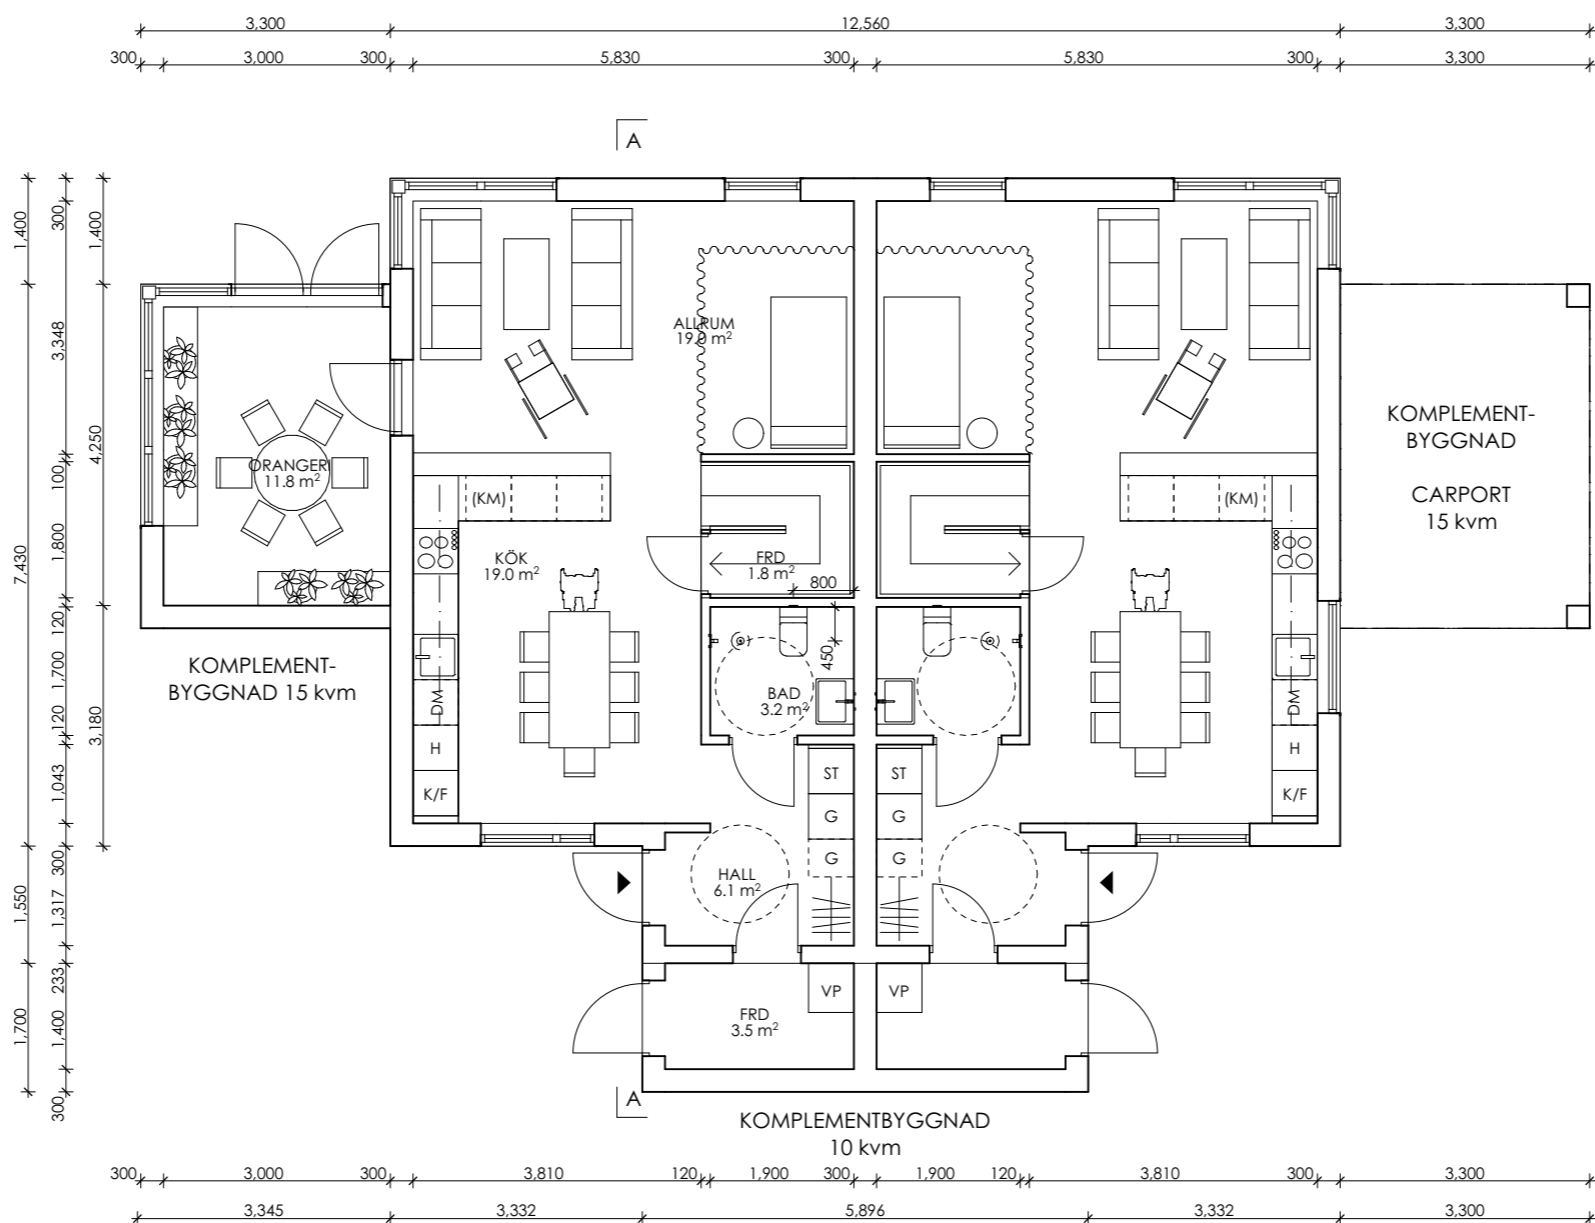 3,300 12,560 3,300
300 3,000 300 5,830 300 5,830 300 3,300
A
1,400 300 1,400
3,348
7,430 4,250
100
1,800
120
1,700
120 3,180
1,043
300
1,550 1,317
233
1,700 1,400
300
ALLRUM
19.0 m²
ORANGERI
11.8 m²
KOMPLEMENT-
BYGGNAD
CARPORT
15 kvm
(KM) (KM)
KÖK
19.0 m²
FRD
1.8 m²
800
450
KOMPLEMENT-
BYGGNAD 15 kvm
BAD
3.2 m²
DM DM
H H
K/F K/F
ST ST
G G
G G
HALL
6.1 m²
VP VP
FRD
3.5 m²
A
KOMPLEMENTBYGGNAD
10 kvm
300 3,000 300 3,810 120 1,900 300 1,900 120 3,810 300 3,300
3,345 3,332 5,896 3,332 3,300